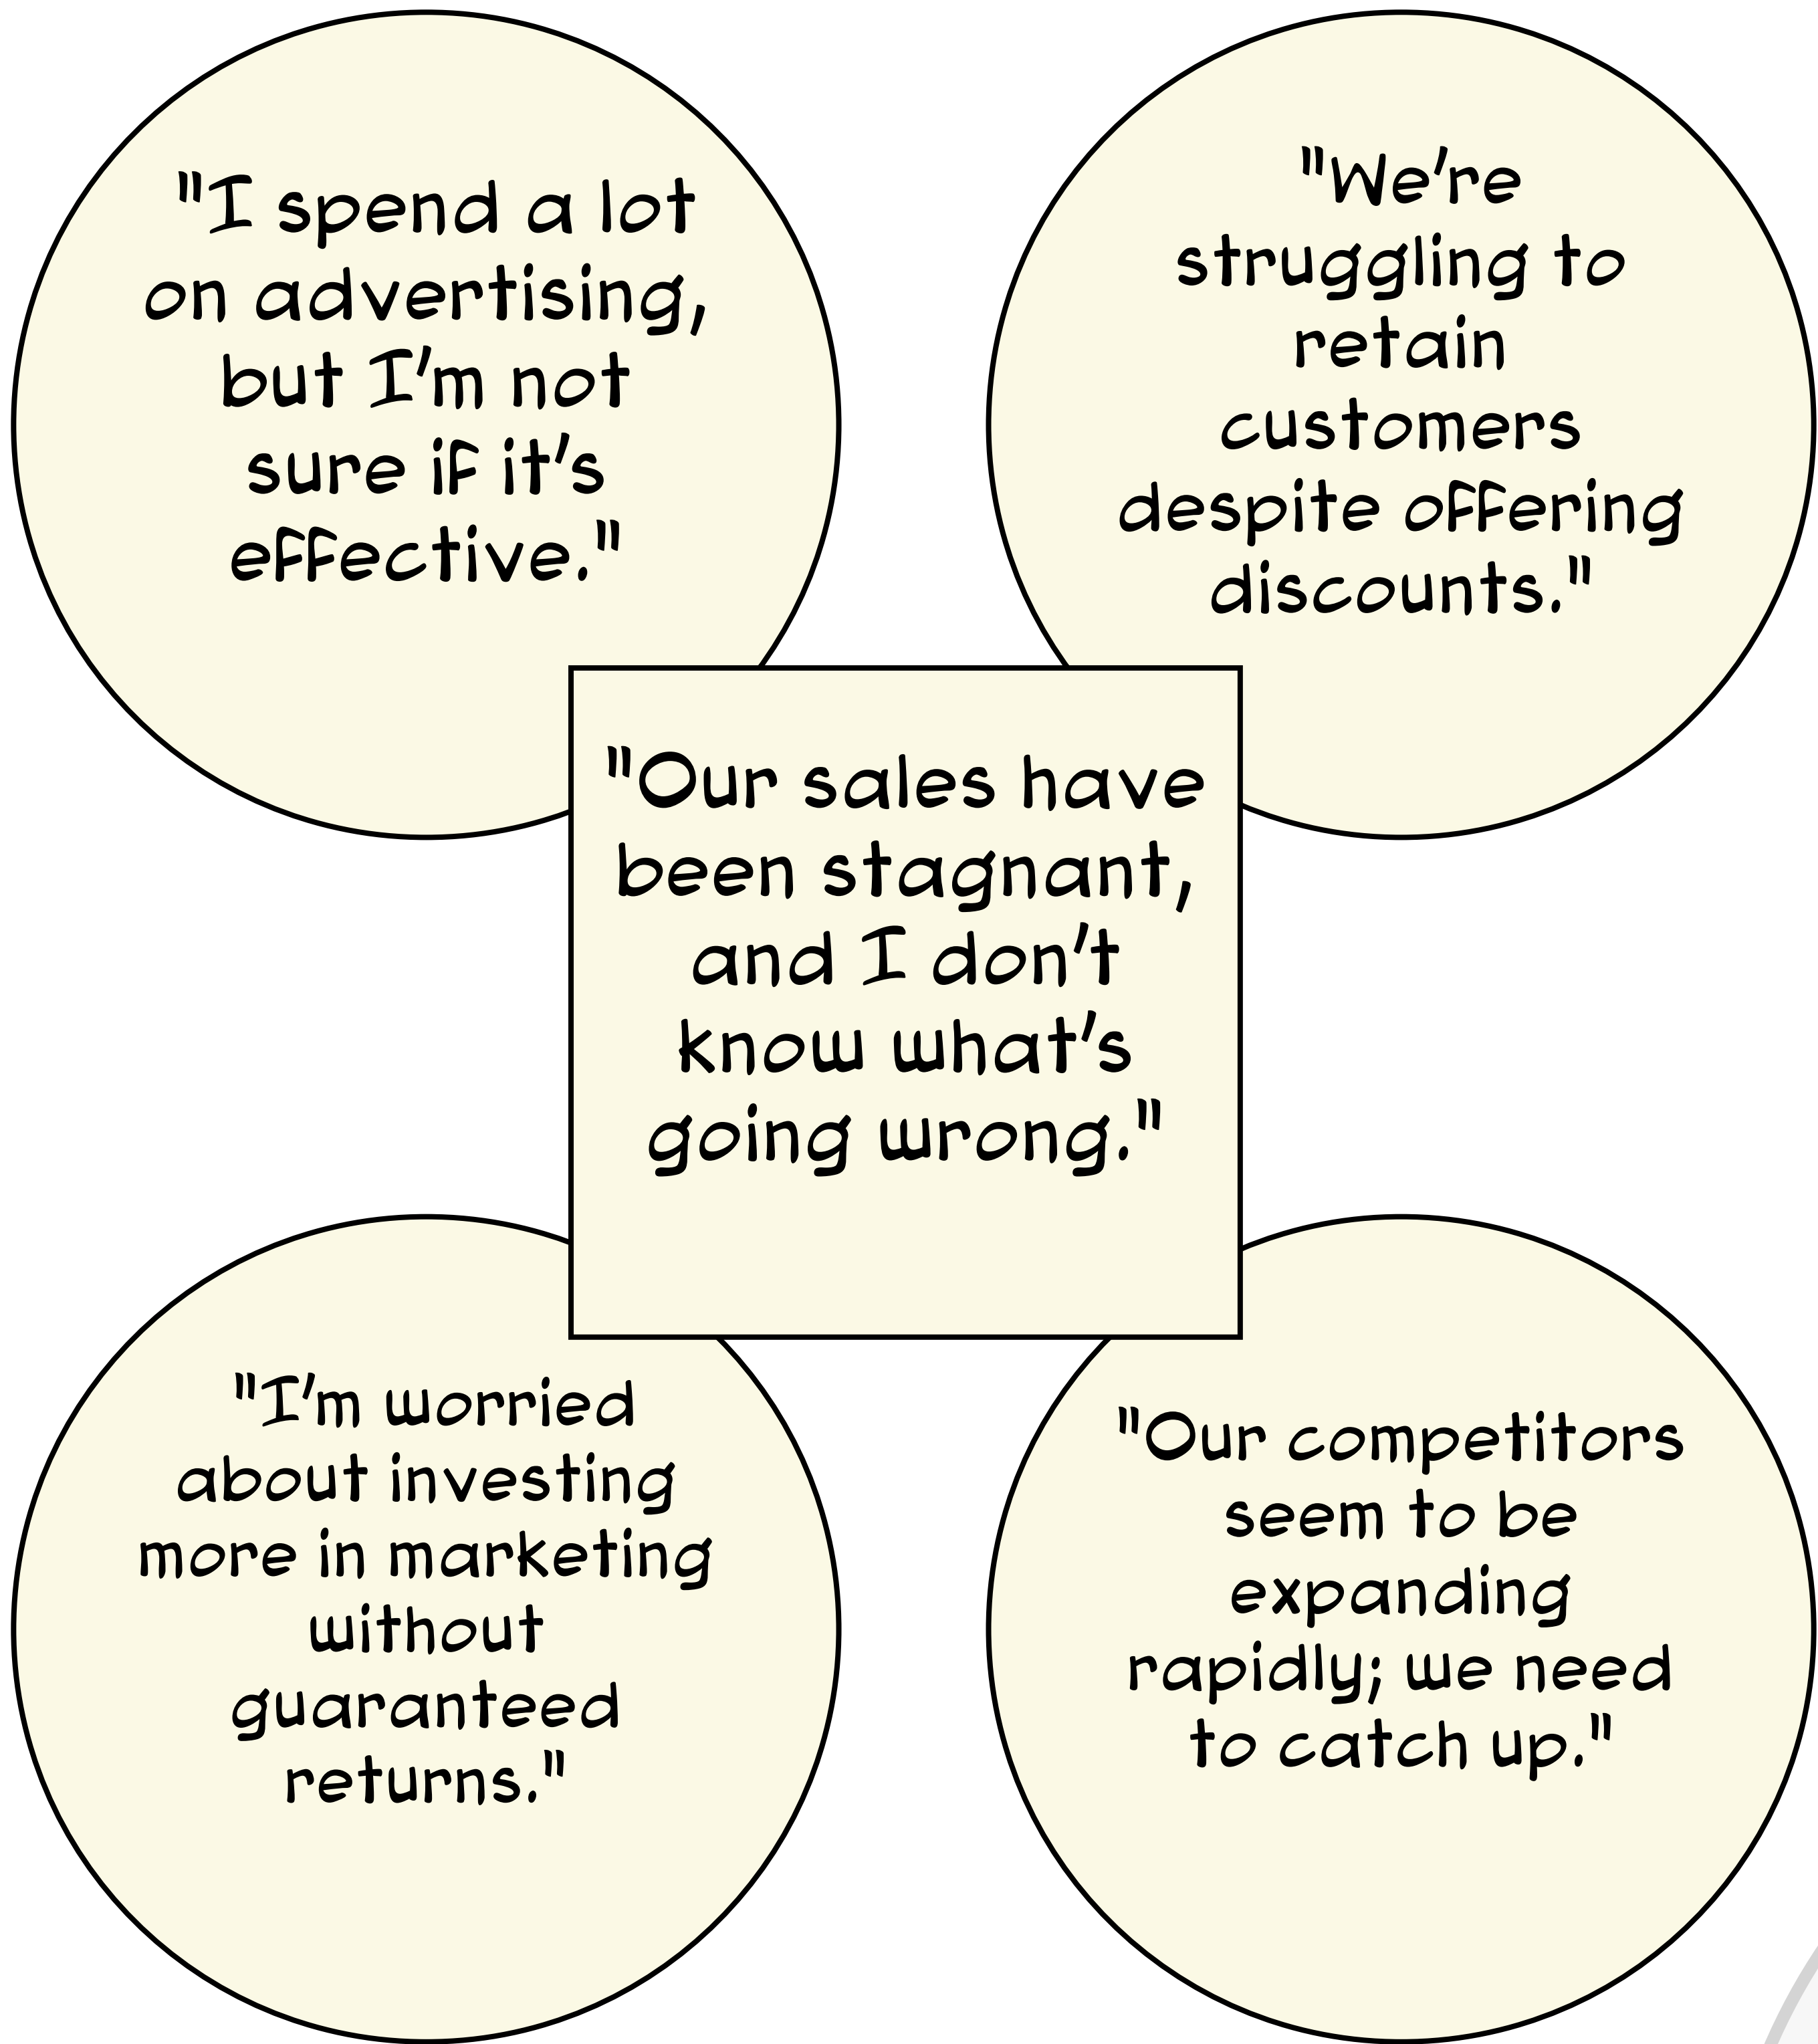 "I spend a lot
on advertising,
but I'm not
sure if it's
effective."
"We're
struggling to
retain
customers
despite offering
discounts."
"Our sales have
been stagnant,
and I don't
know what's
going wrong."
"I'm worried
about investing
more in marketing
without
guaranteed
returns."
"Our competitors
seem to be
expanding
rapidly; we need
to catch up."